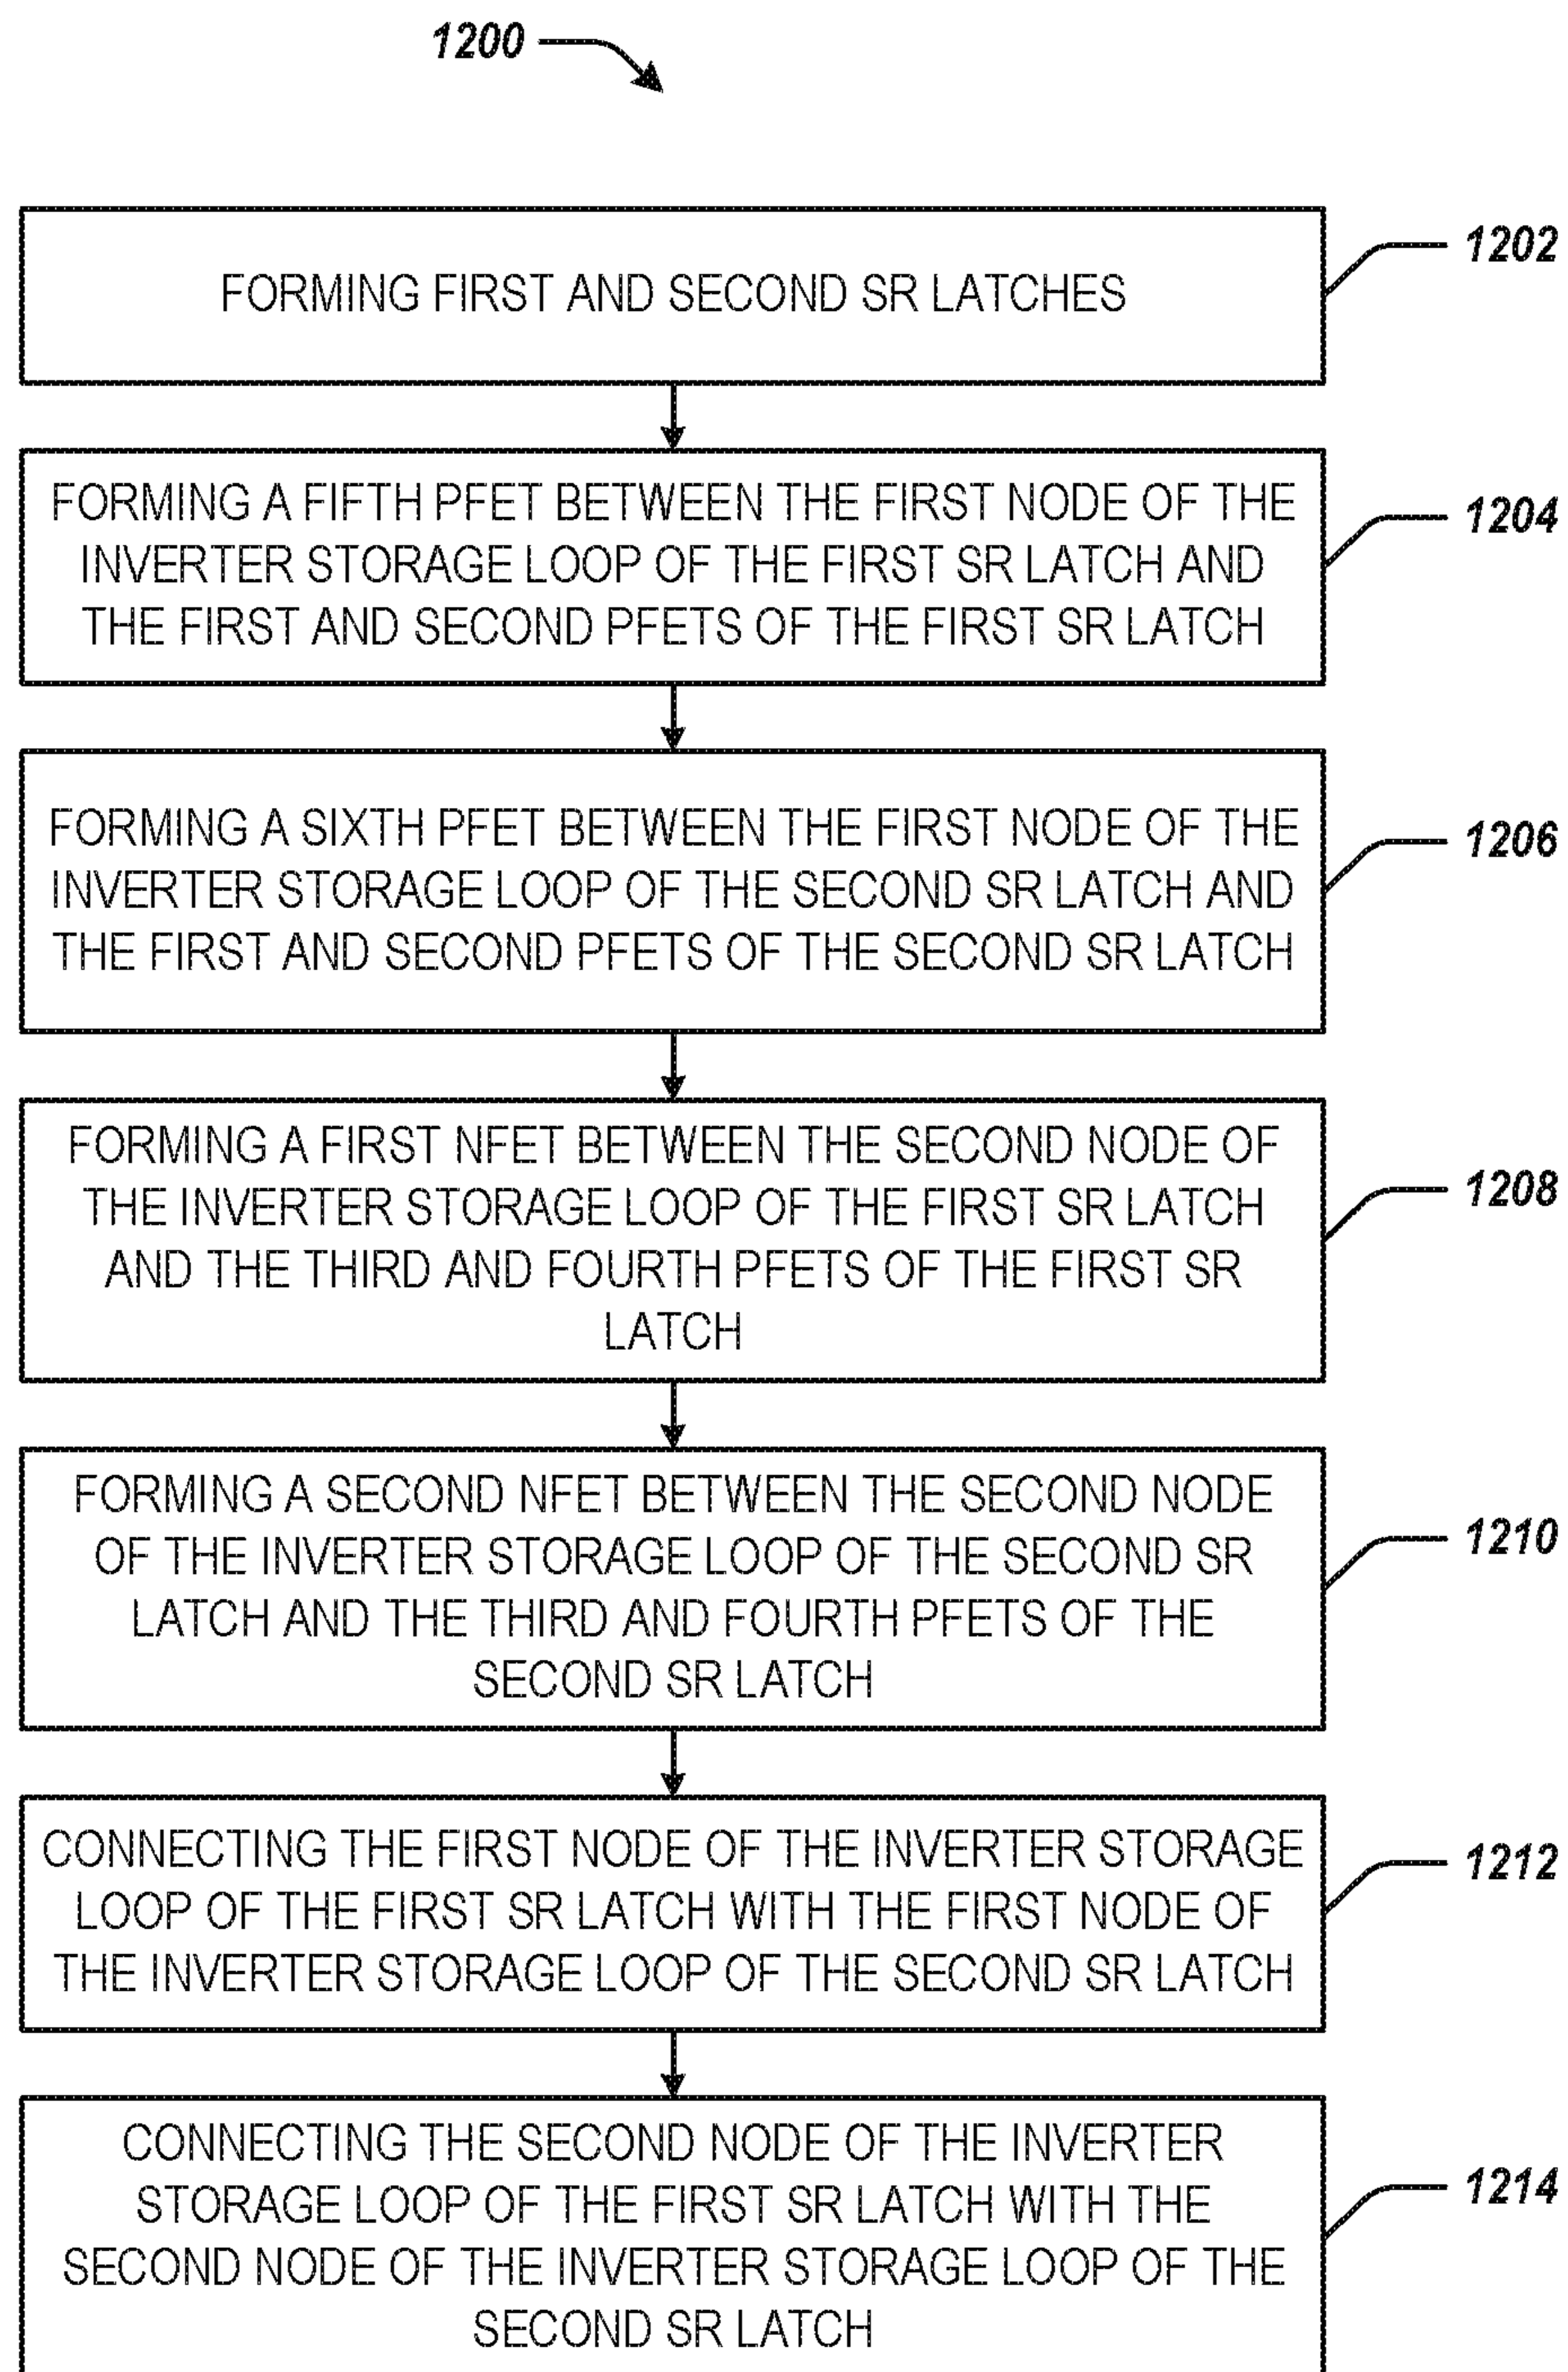 1200
FORMING FIRST AND SECOND SR LATCHES
1202
FORMING A FIFTH PFET BETWEEN THE FIRST NODE OF THE
INVERTER STORAGE LOOP OF THE FIRST SR LATCH AND
THE FIRST AND SECOND PFETS OF THE FIRST SR LATCH
1204
FORMING A SIXTH PFET BETWEEN THE FIRST NODE OF THE
INVERTER STORAGE LOOP OF THE SECOND SR LATCH AND
THE FIRST AND SECOND PFETS OF THE SECOND SR LATCH
1206
FORMING A FIRST NFET BETWEEN THE SECOND NODE OF
THE INVERTER STORAGE LOOP OF THE FIRST SR LATCH
AND THE THIRD AND FOURTH PFETS OF THE FIRST SR
LATCH
1208
FORMING A SECOND NFET BETWEEN THE SECOND NODE
OF THE INVERTER STORAGE LOOP OF THE SECOND SR
LATCH AND THE THIRD AND FOURTH PFETS OF THE
SECOND SR LATCH
1210
CONNECTING THE FIRST NODE OF THE INVERTER STORAGE
LOOP OF THE FIRST SR LATCH WITH THE FIRST NODE OF
THE INVERTER STORAGE LOOP OF THE SECOND SR LATCH
1212
CONNECTING THE SECOND NODE OF THE INVERTER
STORAGE LOOP OF THE FIRST SR LATCH WITH THE
SECOND NODE OF THE INVERTER STORAGE LOOP OF THE
SECOND SR LATCH
1214